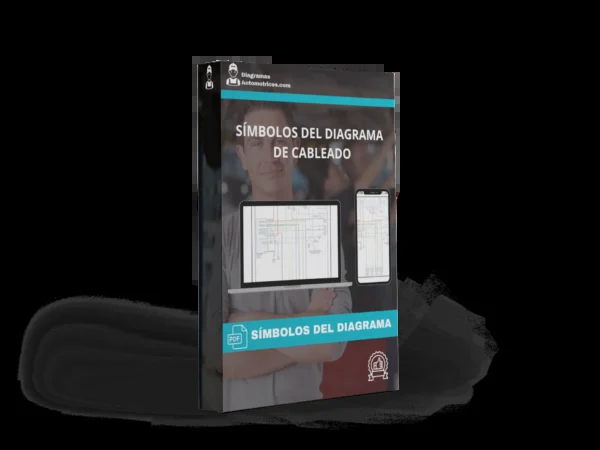 Diagramas
Automotrices.com
SÍMBOLOS DEL DIAGRAMA
DE CABLEADO
PDF
SÍMBOLOS DEL DIAGRAMA